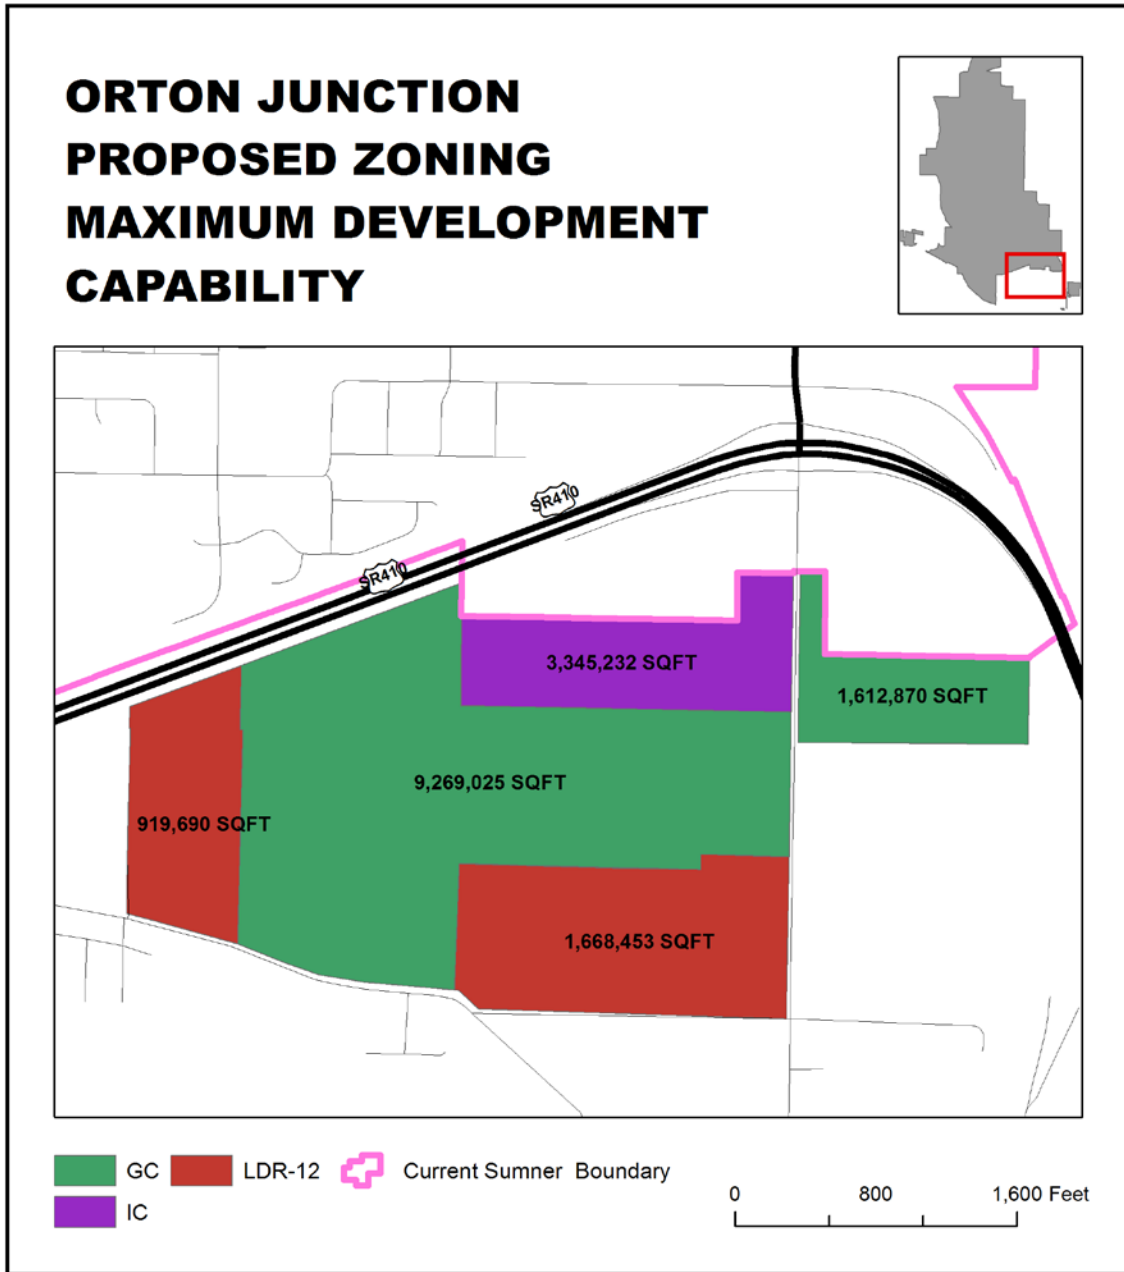 ORTON JUNCTION
PROPOSED ZONING
MAXIMUM DEVELOPMENT
CAPABILITY
SR410
SR410
3,345,232 SQFT
1,612,870 SQFT
9,269,025 SQFT
919,690 SQFT
1,668,453 SQFT
GC
LDR-12
Current Sumner Boundary
IC
0 800 1,600 Feet